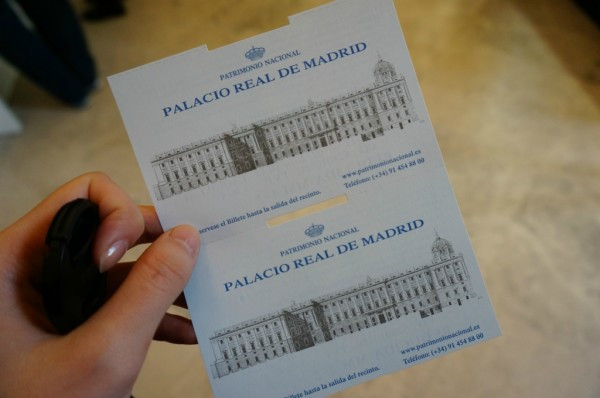 PATRIMONIO NACIONAL
PALACIO REAL DE MADRID
www.patrimonionacional.es
Teléfono: (+34) 91 454 88 00
el Billete hasta la salida del recinto.
PATRIMONIO NACIONAL
PALACIO REAL DE MADRID
www.patrimonionacional.es
Teléfono: (+34) 91 454 88 00
hasta la salida del recinto.